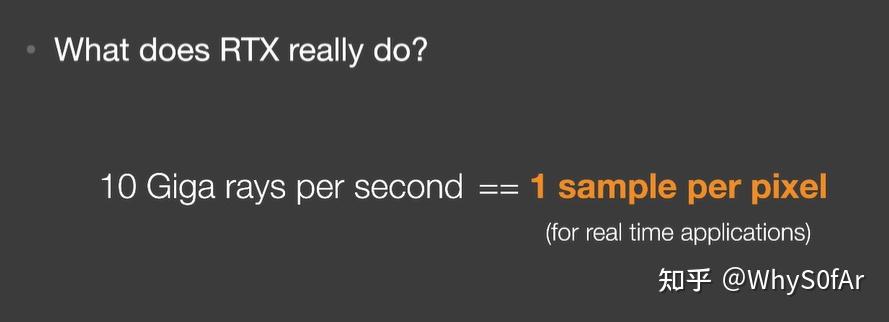 • What does RTX really do?
10 Giga rays per second == 1 sample per pixel
(for real time applications)
知乎 @WhyS0fAr